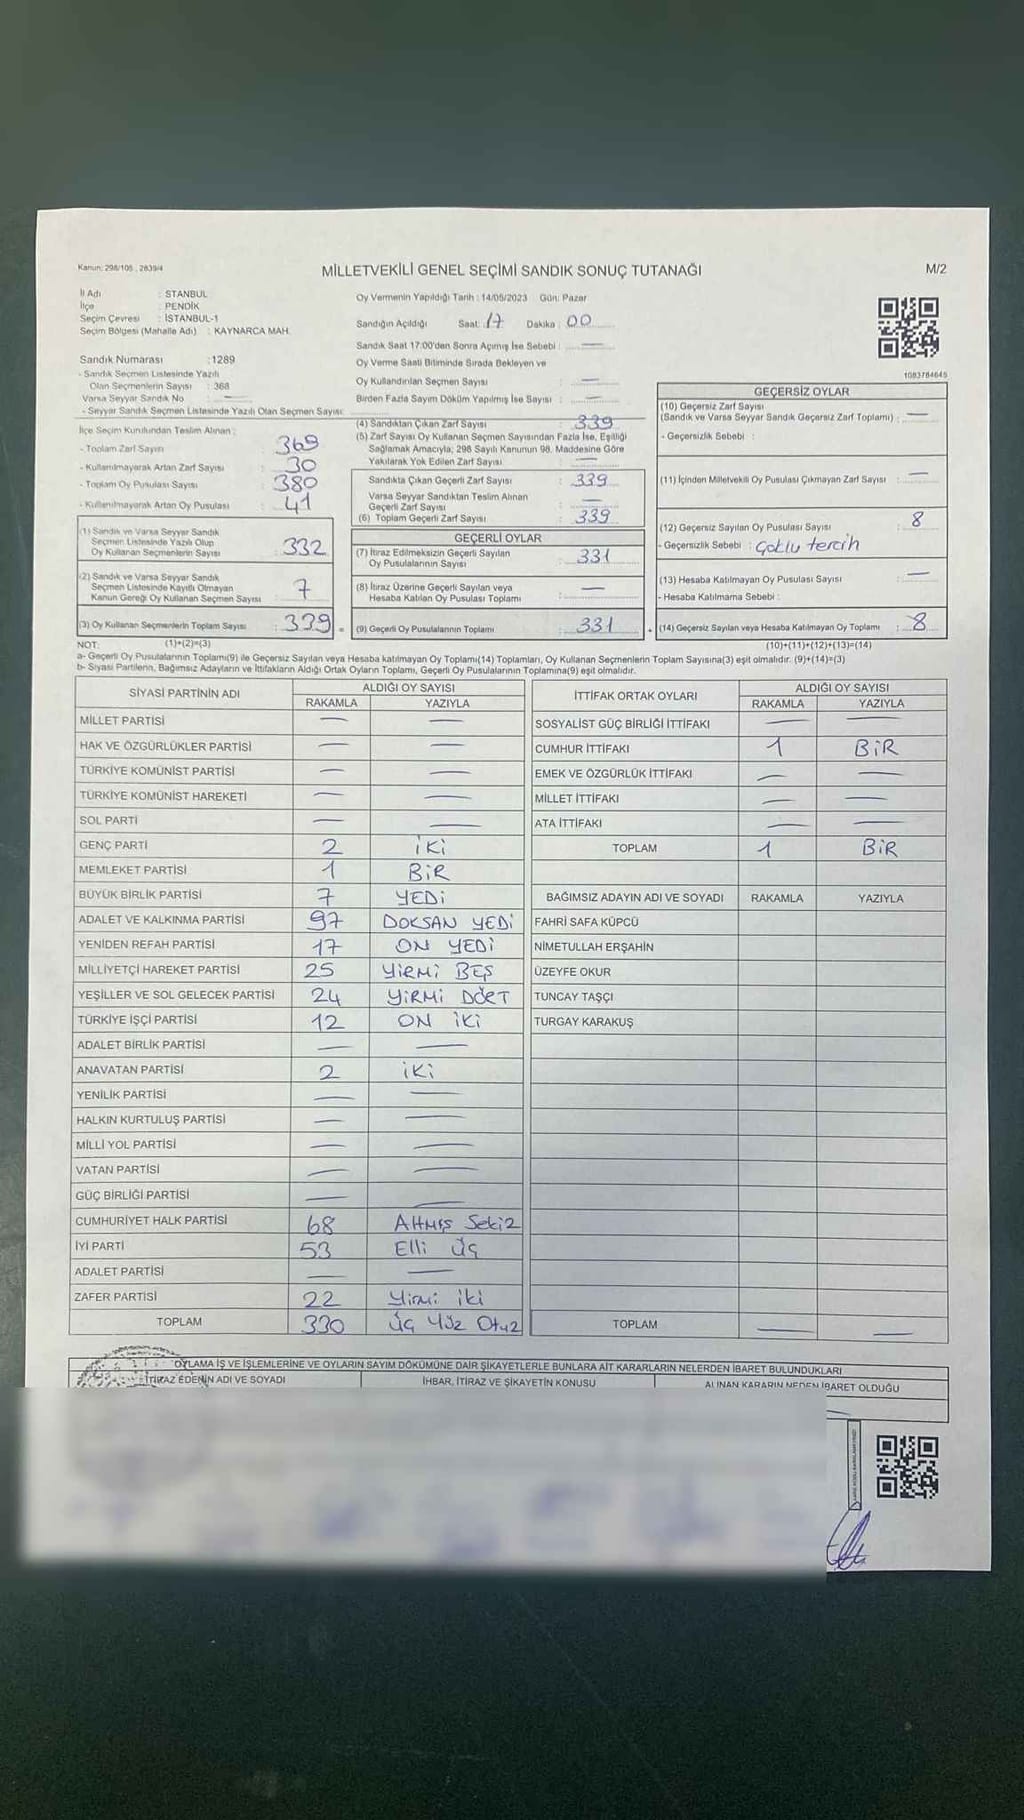 Kanun: 298/105 , 2839/4
MİLLETVEKİLİ GENEL SEÇİMİ SANDIK SONUÇ TUTANAĞI
M/2
İl Adı : STANBUL
İlçe : PENDİK
Seçim Çevresi : İSTANBUL-1
Seçim Bölgesi (Mahalle Adı) : KAYNARCA MAH.
Sandık Numarası :1289
- Sandık Seçmen Listesinde Yazılı
Olan Seçmenlerin Sayısı : 368
Varsa Seyyar Sandık No : —
- Seyyar Sandık Seçmen Listesinde Yazılı Olan Seçmen Sayısı:
İlçe Seçim Kurulundan Teslim Alınan :
- Toplam Zarf Sayısı : 369
- Kullanılmayarak Artan Zarf Sayısı : 30
- Toplam Oy Pusulası Sayısı : 380
- Kullanılmayarak Artan Oy Pusulası : 41
(1) Sandık ve Varsa Seyyar Sandık
Seçmen Listesinde Yazılı Olup
Oy Kullanan Seçmenlerin Sayısı : 332
(2) Sandık ve Varsa Seyyar Sandık
Seçmen Listesinde Kayıtlı Olmayan
Kanun Gereği Oy Kullanan Seçmen Sayısı : 7
(3) Oy Kullanan Seçmenlerin Toplam Sayısı : 339 =
Oy Vermenin Yapıldığı Tarih : 14/05/2023 Gün: Pazar
Sandığın Açıldığı Saat: 17 Dakika : 00
Sandık Saat 17:00'den Sonra Açımış İse Sebebi : —
Oy Verme Saati Bitiminde Sırada Bekleyen ve
Oy Kullandırılan Seçmen Sayısı : —
Birden Fazla Sayım Döküm Yapılmış İse Sayısı : —
(4) Sandıktan Çıkan Zarf Sayısı : 339
(5) Zarf Sayısı Oy Kullanan Seçmen Sayısından Fazla İse, Eşitliği
Sağlamak Amacıyla; 298 Sayılı Kanunun 98. Maddesine Göre
Yakılarak Yok Edilen Zarf Sayısı : —
Sandıkta Çıkan Geçerli Zarf Sayısı : 339
Varsa Seyyar Sandıktan Teslim Alınan
Geçerli Zarf Sayısı : —
(6) Toplam Geçerli Zarf Sayısı : 339
GEÇERLİ OYLAR
(7) İtiraz Edilmeksizin Geçerli Sayılan
Oy Pusulalarının Sayısı : 331
(8) İtiraz Üzerine Geçerli Sayılan veya
Hesaba Katılan Oy Pusulası Toplamı : —
(9) Geçerli Oy Pusulalarının Toplamı : 331 +
1083784645
GEÇERSİZ OYLAR
(10) Geçersiz Zarf Sayısı
(Sandık ve Varsa Seyyar Sandık Geçersiz Zarf Toplamı) : —
- Geçersizlik Sebebi :
(11) İçinden Milletvekili Oy Pusulası Çıkmayan Zarf Sayısı : —
(12) Geçersiz Sayılan Oy Pusulası Sayısı : 8
- Geçersizlik Sebebi : Çoklu tercih
(13) Hesaba Katılmayan Oy Pusulası Sayısı : —
- Hesaba Katılmama Sebebi :
(14) Geçersiz Sayılan veya Hesaba Katılmayan Oy Toplamı : 8
NOT: (1)+(2)=(3)
(10)+(11)+(12)+(13)=(14)
a- Geçerli Oy Pusulalarının Toplamı(9) ile Geçersiz Sayılan veya Hesaba katılmayan Oy Toplamı(14) Toplamları, Oy Kullanan Seçmenlerin Toplam Sayısına(3) eşit olmalıdır. (9)+(14)=(3)
b- Siyasi Partilerin, Bağımsız Adayların ve İttifakların Aldığı Ortak Oyların Toplamı, Geçerli Oy Pusulalarının Toplamına(9) eşit olmalıdır.
SİYASİ PARTİNİN ADI ALDIĞI OY SAYISI
RAKAMLA YAZIYLA
MİLLET PARTİSİ — —
HAK VE ÖZGÜRLÜKLER PARTİSİ — —
TÜRKİYE KOMÜNİST PARTİSİ — —
TÜRKİYE KOMÜNİST HAREKETİ — —
SOL PARTİ — —
GENÇ PARTİ 2 İKİ
MEMLEKET PARTİSİ 1 BİR
BÜYÜK BİRLİK PARTİSİ 7 YEDİ
ADALET VE KALKINMA PARTİSİ 97 DOKSAN YEDİ
YENİDEN REFAH PARTİSİ 17 ON YEDİ
MİLLİYETÇİ HAREKET PARTİSİ 25 YİRMİ BEŞ
YEŞİLLER VE SOL GELECEK PARTİSİ 24 YİRMİ DÖRT
TÜRKİYE İŞÇİ PARTİSİ 12 ON İKİ
ADALET BİRLİK PARTİSİ — —
ANAVATAN PARTİSİ 2 İKİ
YENİLİK PARTİSİ — —
HALKIN KURTULUŞ PARTİSİ — —
MİLLİ YOL PARTİSİ — —
VATAN PARTİSİ — —
GÜÇ BİRLİĞİ PARTİSİ — —
CUMHURİYET HALK PARTİSİ 68 Altmış Sekiz
İYİ PARTİ 53 Elli üç
ADALET PARTİSİ — —
ZAFER PARTİSİ 22 Yirmi iki
TOPLAM 330 Üç Yüz Otuz
İTTİFAK ORTAK OYLARI ALDIĞI OY SAYISI
RAKAMLA YAZIYLA
SOSYALİST GÜÇ BİRLİĞİ İTTİFAKI — —
CUMHUR İTTİFAKI 1 BİR
EMEK VE ÖZGÜRLÜK İTTİFAKI — —
MİLLET İTTİFAKI — —
ATA İTTİFAKI — —
TOPLAM 1 BİR
BAĞIMSIZ ADAYIN ADI VE SOYADI RAKAMLA YAZIYLA
FAHRİ SAFA KÜPCÜ
NİMETULLAH ERŞAHİN
ÜZEYFE OKUR
TUNCAY TAŞÇI
TURGAY KARAKUŞ
TOPLAM — —
OYLAMA İŞ VE İŞLEMLERİNE VE OYLARIN SAYIM DÖKÜMÜNE DAİR ŞİKAYETLERLE BUNLARA AİT KARARLARIN NELERDEN İBARET BULUNDUKLARI
İTİRAZ EDENİN ADI VE SOYADI İHBAR, İTİRAZ VE ŞİKAYETİN KONUSU ALINAN KARARIN NEDEN İBARET OLDUĞU